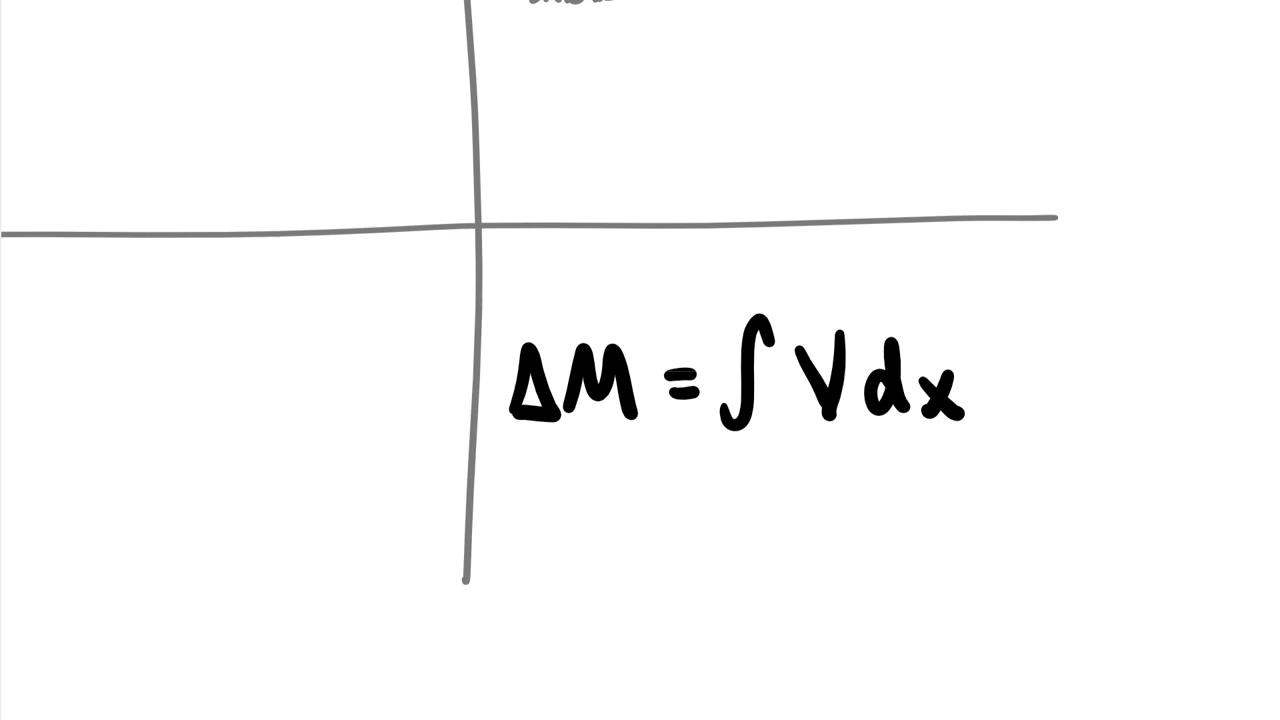 ΔM = ∫ V dx